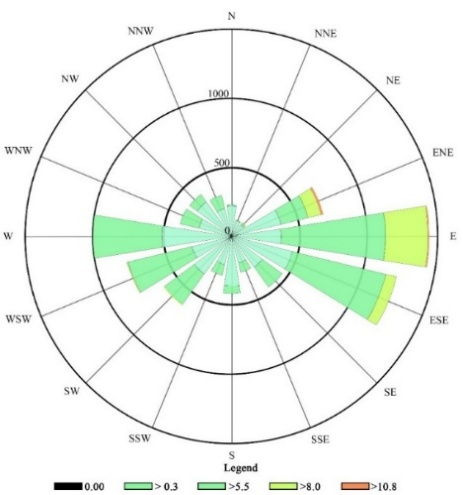 N
NNW
NNE
NW
NE
1000
WNW
ENE
500
W
0
E
WSW
ESE
SW
SE
SSW
SSE
S
Legend
0.00 > 0.3 >5.5 >8.0 >10.8